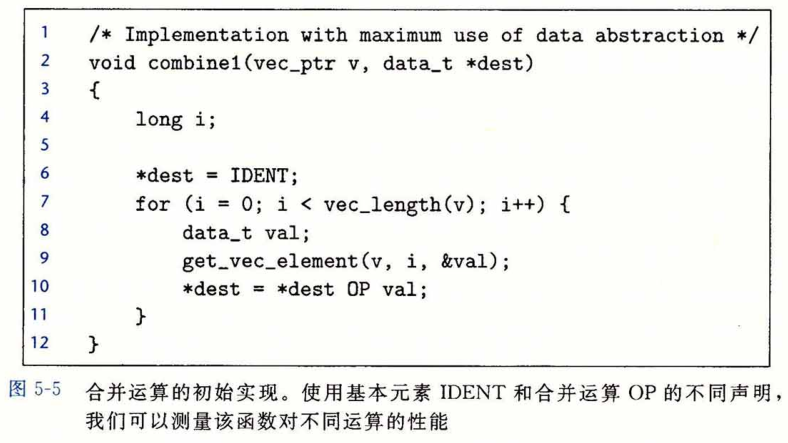 1 /* Implementation with maximum use of data abstraction */
2 void combine1(vec_ptr v, data_t *dest)
3 {
4     long i;
5
6     *dest = IDENT;
7     for (i = 0; i < vec_length(v); i++) {
8         data_t val;
9         get_vec_element(v, i, &val);
10         *dest = *dest OP val;
11     }
12 }
图 5-5 合并运算的初始实现。使用基本元素 IDENT 和合并运算 OP 的不同声明，
我们可以测量该函数对不同运算的性能